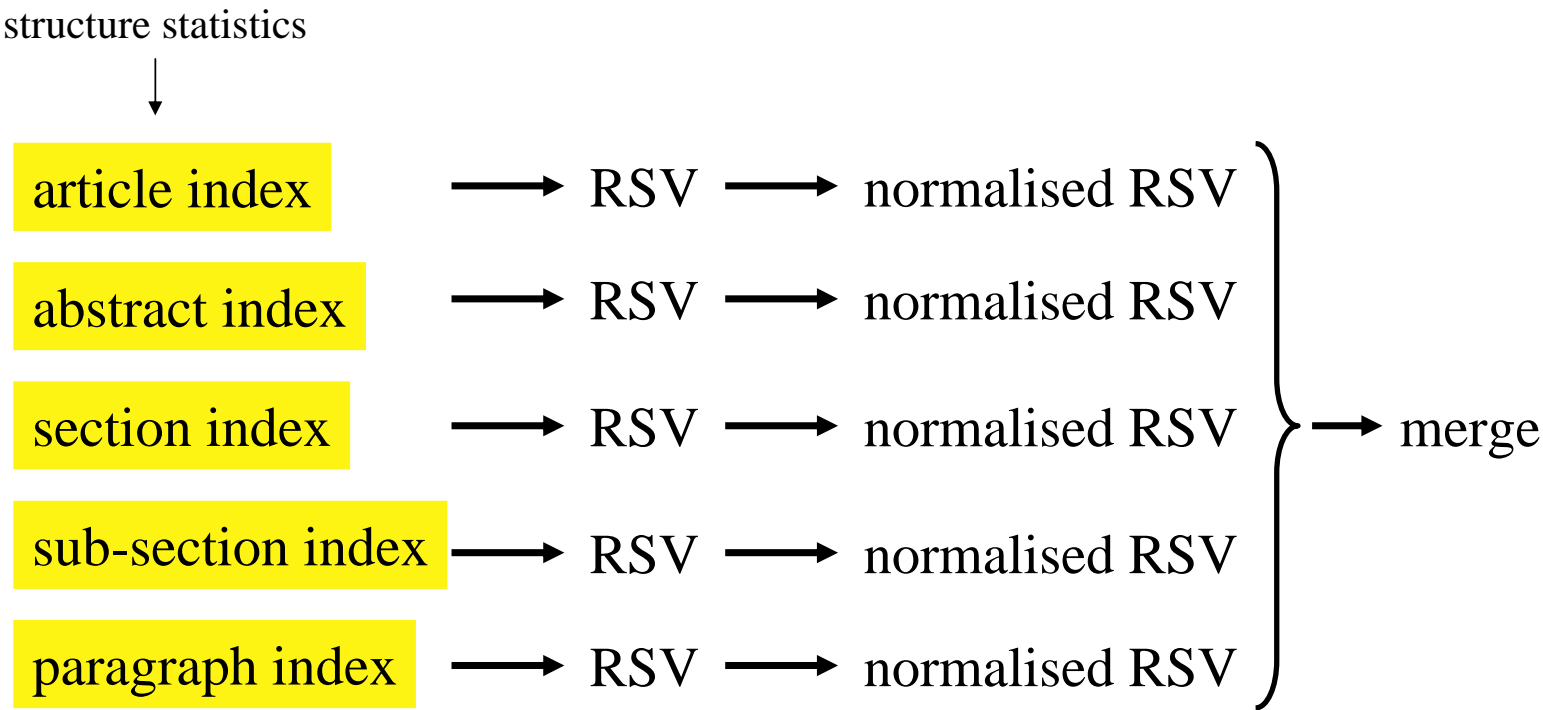 structure statistics
article index RSV normalised RSV
abstract index RSV normalised RSV
section index RSV normalised RSV merge
sub-section index RSV normalised RSV
paragraph index RSV normalised RSV